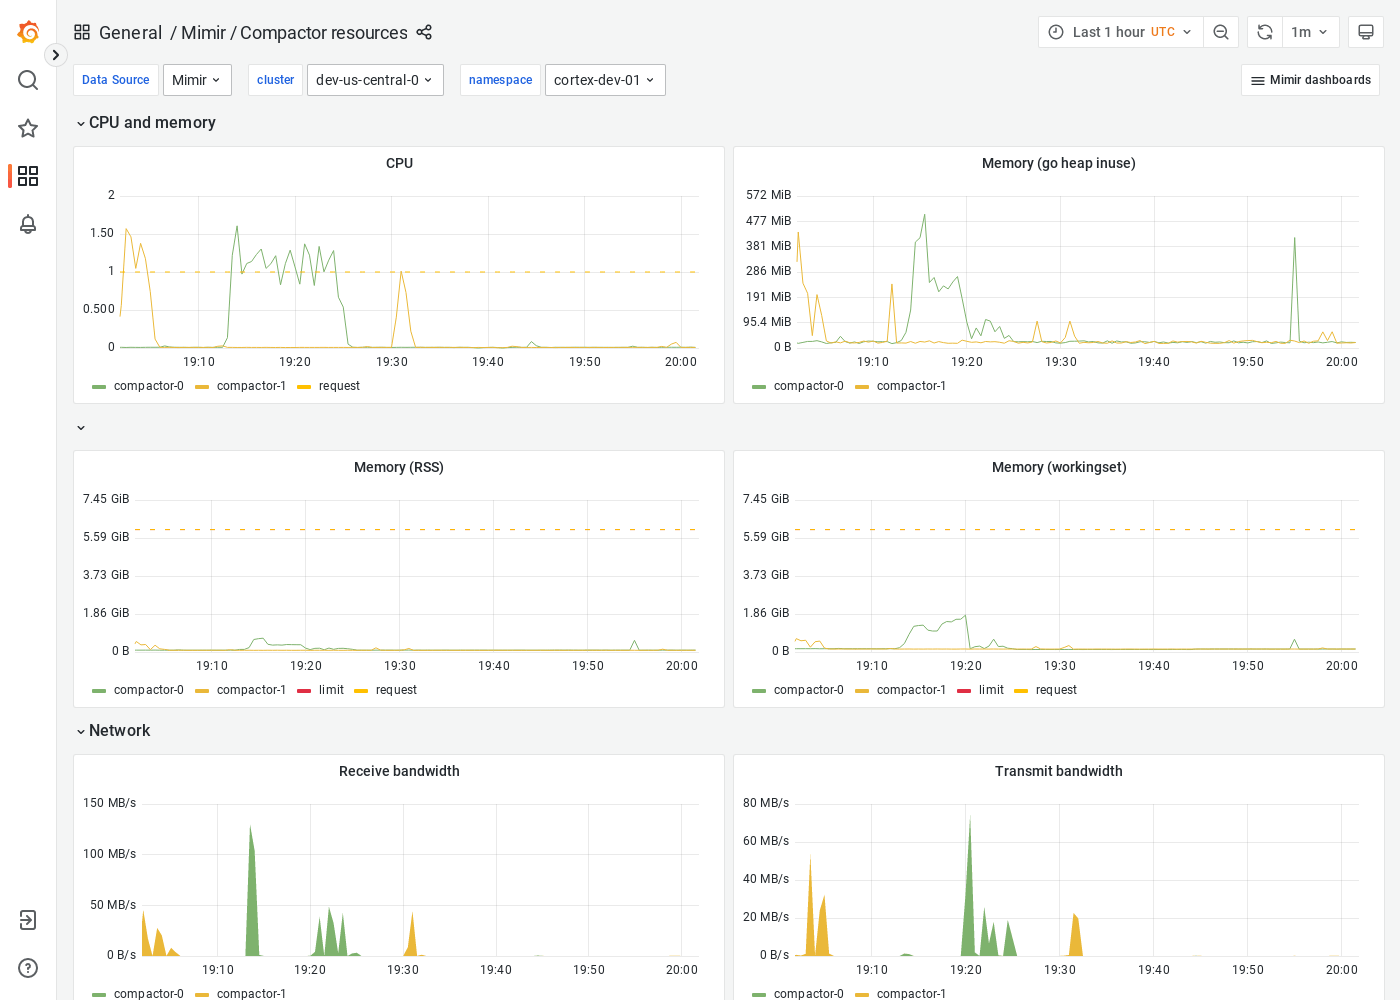 General / Mimir / Compactor resources
Last 1 hour UTC
1m
Data Source
Mimir
cluster
dev-us-central-0
namespace
cortex-dev-01
Mimir dashboards
CPU and memory
CPU
2
1.50
1
0.500
0
19:10 19:20 19:30 19:40 19:50 20:00
compactor-0 compactor-1 request
Memory (go heap inuse)
572 MiB
477 MiB
381 MiB
286 MiB
191 MiB
95.4 MiB
0 B
19:10 19:20 19:30 19:40 19:50 20:00
compactor-0 compactor-1
Memory (RSS)
7.45 GiB
5.59 GiB
3.73 GiB
1.86 GiB
0 B
19:10 19:20 19:30 19:40 19:50 20:00
compactor-0 compactor-1 limit request
Memory (workingset)
7.45 GiB
5.59 GiB
3.73 GiB
1.86 GiB
0 B
19:10 19:20 19:30 19:40 19:50 20:00
compactor-0 compactor-1 limit request
Network
Receive bandwidth
150 MB/s
100 MB/s
50 MB/s
0 B/s
19:10 19:20 19:30 19:40 19:50 20:00
compactor-0 compactor-1
Transmit bandwidth
80 MB/s
60 MB/s
40 MB/s
20 MB/s
0 B/s
19:10 19:20 19:30 19:40 19:50 20:00
compactor-0 compactor-1